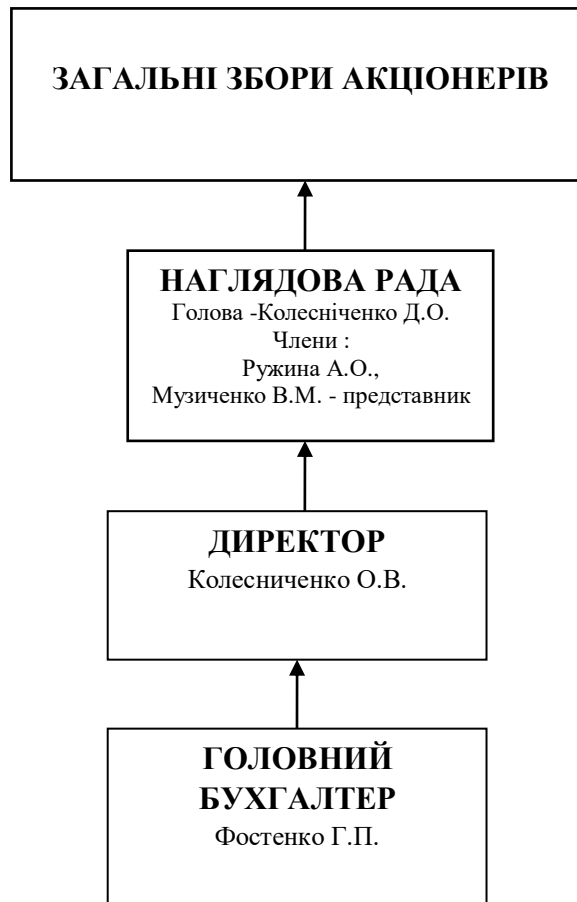 ЗАГАЛЬНІ ЗБОРИ АКЦІОНЕРІВ
НАГЛЯДОВА РАДА
Голова -Колесніченко Д.О.
Члени :
Ружина А.О.,
Музиченко В.М. - представник
ДИРЕКТОР
Колесниченко О.В.
ГОЛОВНИЙ
БУХГАЛТЕР
Фостенко Г.П.